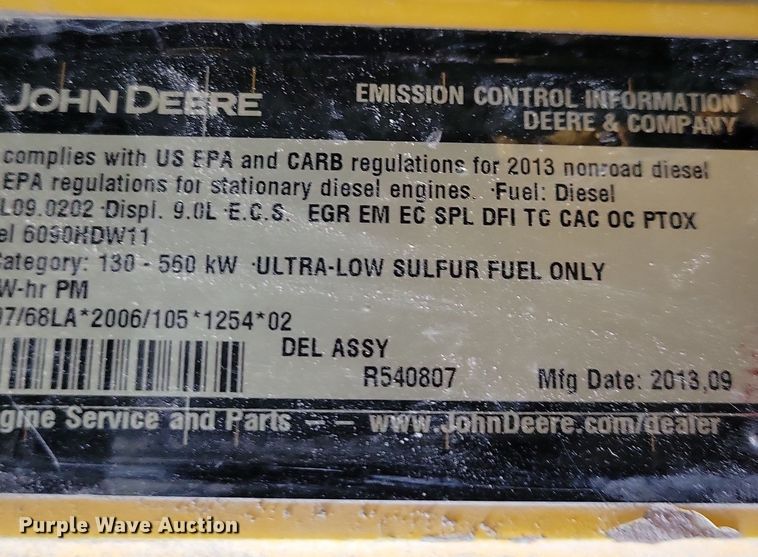 JOHN DEERE
EMISSION CONTROL INFORMATION
DEERE & COMPANY
complies with US EPA and CARB regulations for 2013 nonroad diesel
EPA regulations for stationary diesel engines. ·Fuel: Diesel
L09.0202 ·Displ. 9.0L ·E.C.S. EGR EM EC SPL DFI TC CAC OC PTOX
el 6090HDW11
ategory: 130 - 560 kW ·ULTRA-LOW SULFUR FUEL ONLY
W-hr PM
97/68LA*2006/105*1254*02
DEL ASSY
R540807 Mfg Date: 2013,09
gine Service and Parts – – www.JohnDeere.com/dealer
Purple Wave Auction